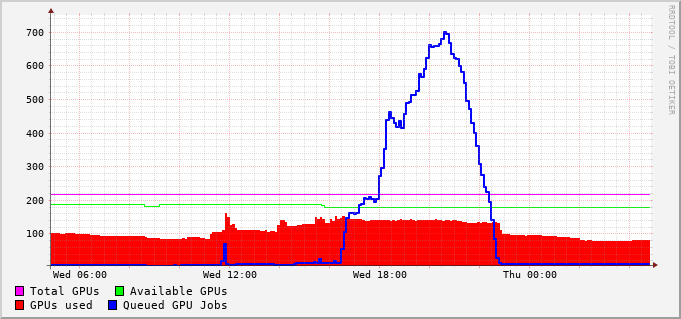 RRDTOOL / TOBI OETIKER
700
600
500
400
300
200
100
Wed 06:00 Wed 12:00 Wed 18:00 Thu 00:00
Total GPUs Available GPUs
GPUs used Queued GPU Jobs